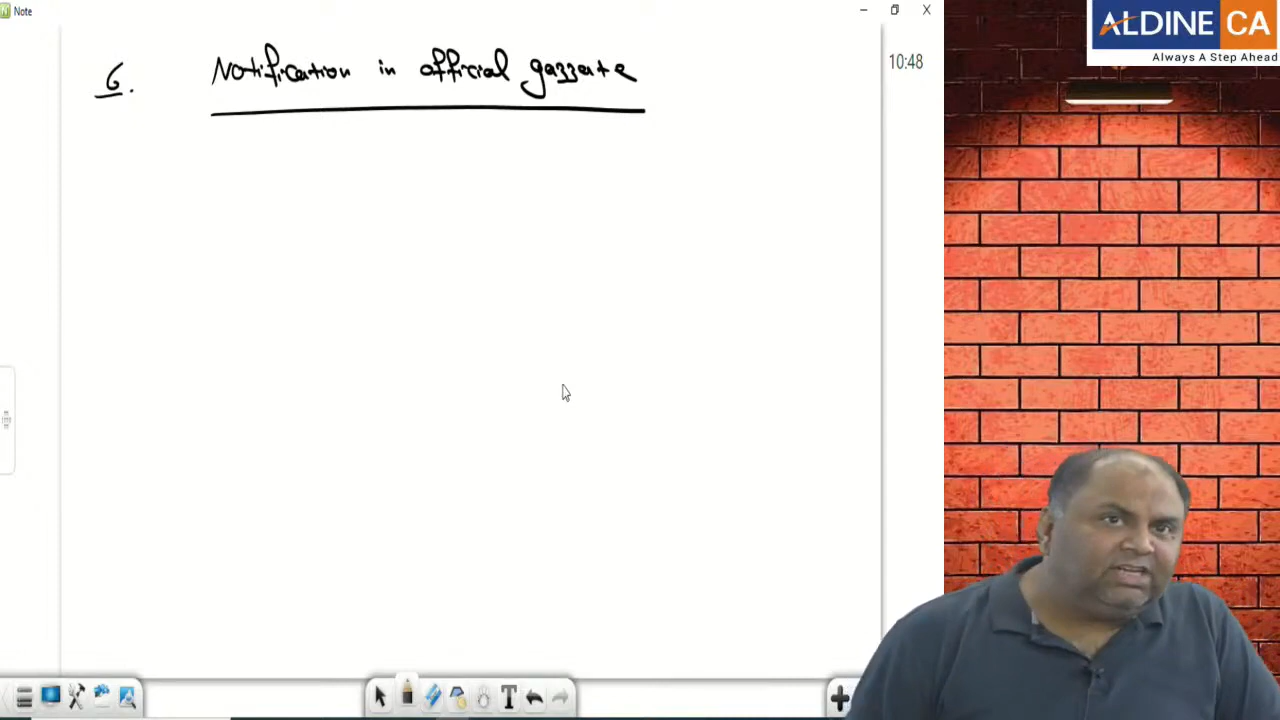 Note
ALDINE CA
Always A Step Ahead
10:48
6. Notification in official gazzate